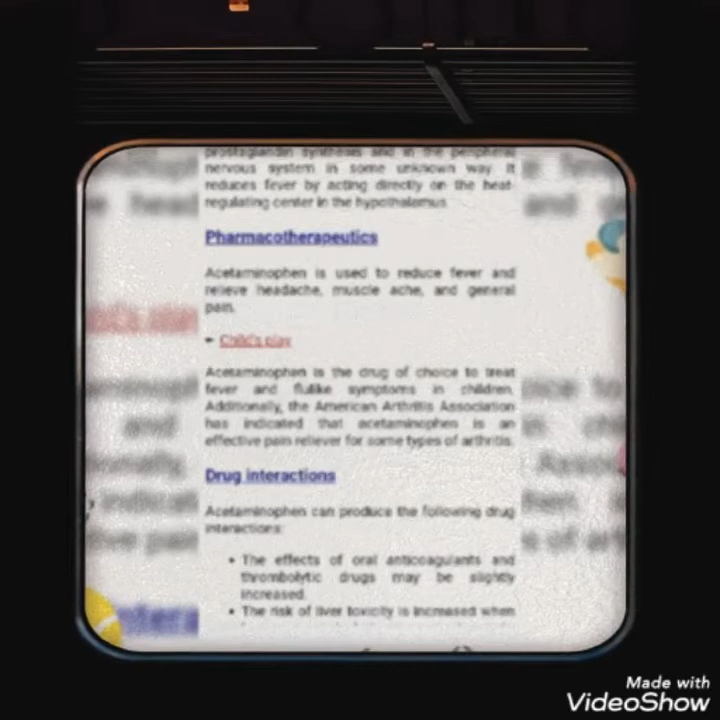 prostaglandin synthesis and in the peripheral
nervous system in some unknown way. It
reduces fever by acting directly on the heat-
regulating center in the hypothalamus.
Pharmacotherapeutics
Acetaminophen is used to reduce fever and
relieve headache, muscle ache, and general
pain.
Child's play
Acetaminophen is the drug of choice to treat
fever and flulike symptoms in children.
Additionally, the American Arthritis Association
has indicated that acetaminophen is an
effective pain reliever for some types of arthritis.
Drug interactions
Acetaminophen can produce the following drug
interactions:
• The effects of oral anticoagulants and
thrombolytic drugs may be slightly
increased.
• The risk of liver toxicity is increased when
Made with
VideoShow